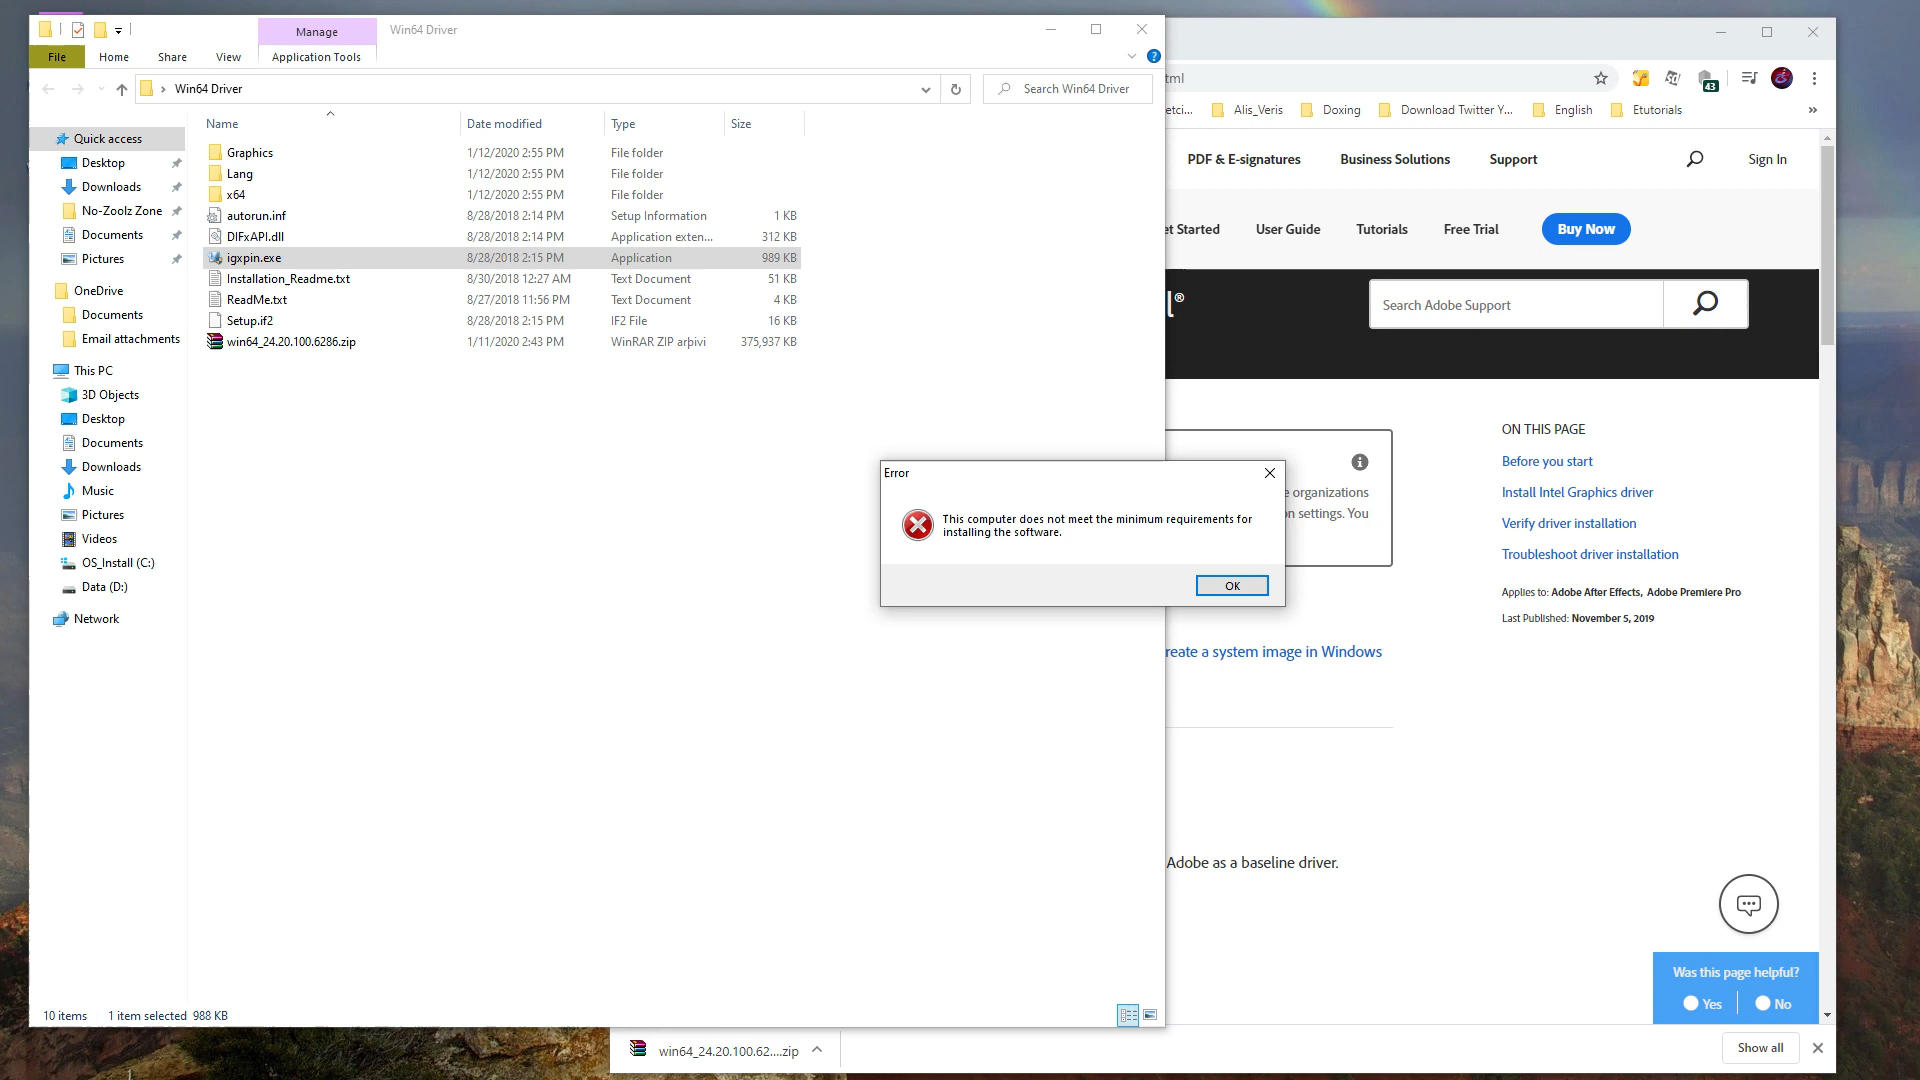 Manage
Win64 Driver
File
Home
Share
View
Application Tools
Win64 Driver
Search Win64 Driver
Name
Date modified
Type
Size
Quick access
Desktop
Downloads
No-Zoolz Zone
Documents
Pictures
OneDrive
Documents
Email attachments
This PC
3D Objects
Desktop
Documents
Downloads
Music
Pictures
Videos
OS_Install (C:)
Data (D:)
Network
Graphics 1/12/2020 2:55 PM File folder
Lang 1/12/2020 2:55 PM File folder
x64 1/12/2020 2:55 PM File folder
autorun.inf 8/28/2018 2:14 PM Setup Information 1 KB
DIFxAPI.dll 8/28/2018 2:14 PM Application exten... 312 KB
igxpin.exe 8/28/2018 2:15 PM Application 989 KB
Installation_Readme.txt 8/30/2018 12:27 AM Text Document 51 KB
ReadMe.txt 8/27/2018 11:56 PM Text Document 4 KB
Setup.if2 8/28/2018 2:15 PM IF2 File 16 KB
win64_24.20.100.6286.zip 1/11/2020 2:43 PM WinRAR ZIP arþivi 375,937 KB
10 items 1 item selected 988 KB
Error
This computer does not meet the minimum requirements for
installing the software.
OK
tml
43
etci...
Alis_Veris
Doxing
Download Twitter Y...
English
Etutorials
»
PDF & E-signatures
Business Solutions
Support
Sign In
et Started
User Guide
Tutorials
Free Trial
Buy Now
l®
Search Adobe Support
e organizations
on settings. You
ON THIS PAGE
Before you start
Install Intel Graphics driver
Verify driver installation
Troubleshoot driver installation
Applies to: Adobe After Effects, Adobe Premiere Pro
Last Published: November 5, 2019
reate a system image in Windows
Adobe as a baseline driver.
Was this page helpful?
Yes
No
win64_24.20.100.62....zip
Show all